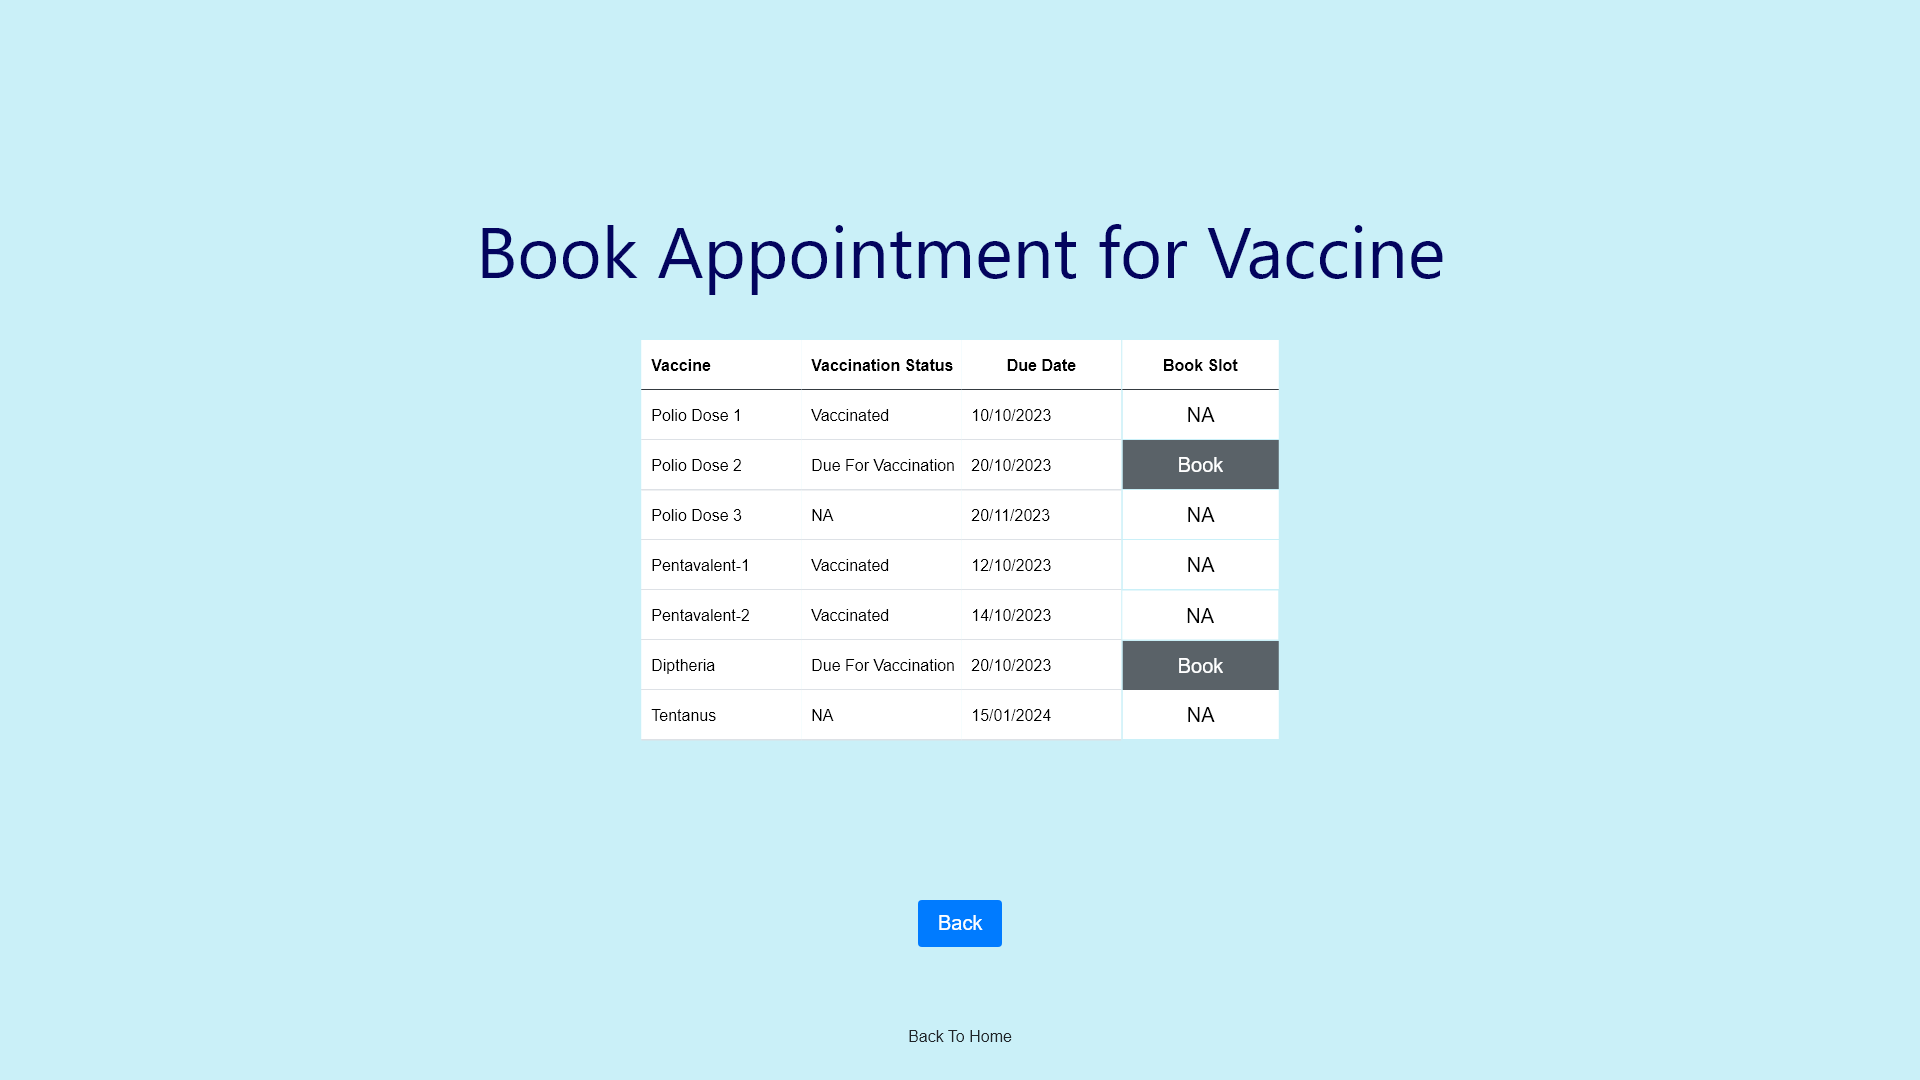 Book Appointment for Vaccine
Vaccine Vaccination Status Due Date Book Slot
Polio Dose 1 Vaccinated 10/10/2023 NA
Polio Dose 2 Due For Vaccination 20/10/2023 Book
Polio Dose 3 NA 20/11/2023 NA
Pentavalent-1 Vaccinated 12/10/2023 NA
Pentavalent-2 Vaccinated 14/10/2023 NA
Diptheria Due For Vaccination 20/10/2023 Book
Tentanus NA 15/01/2024 NA
Back
Back To Home